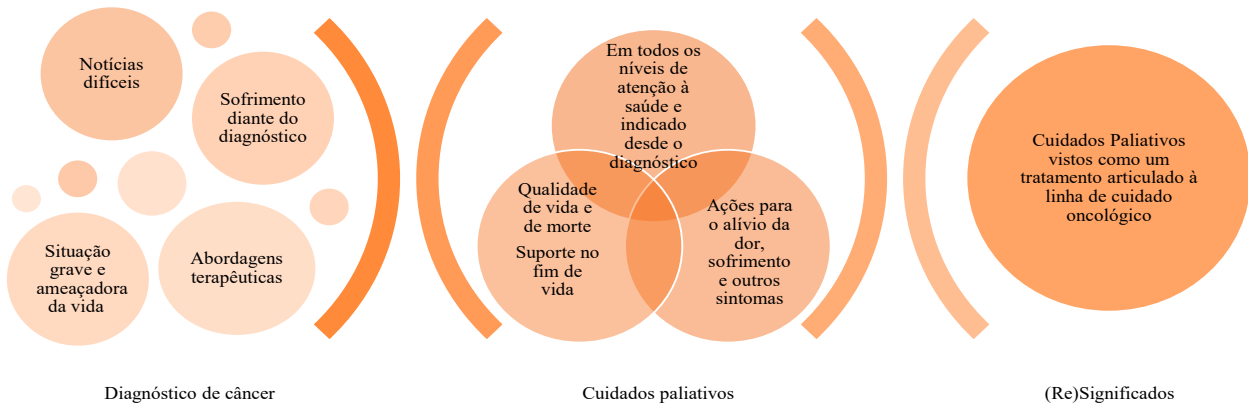 Notícias
difíceis
Sofrimento
diante do
diagnóstico
Situação
grave e
ameaçadora
da vida
Abordagens
terapêuticas
Em todos os
níveis de
atenção à
saúde e
indicado
desde o
diagnóstico
Qualidade
de vida e
de morte
Suporte no
fim de
vida
Ações para
o alívio da
dor,
sofrimento
e outros
sintomas
Cuidados Paliativos
vistos como um
tratamento articulado à
linha de cuidado
oncológico
Diagnóstico de câncer
Cuidados paliativos
(Re)Significados